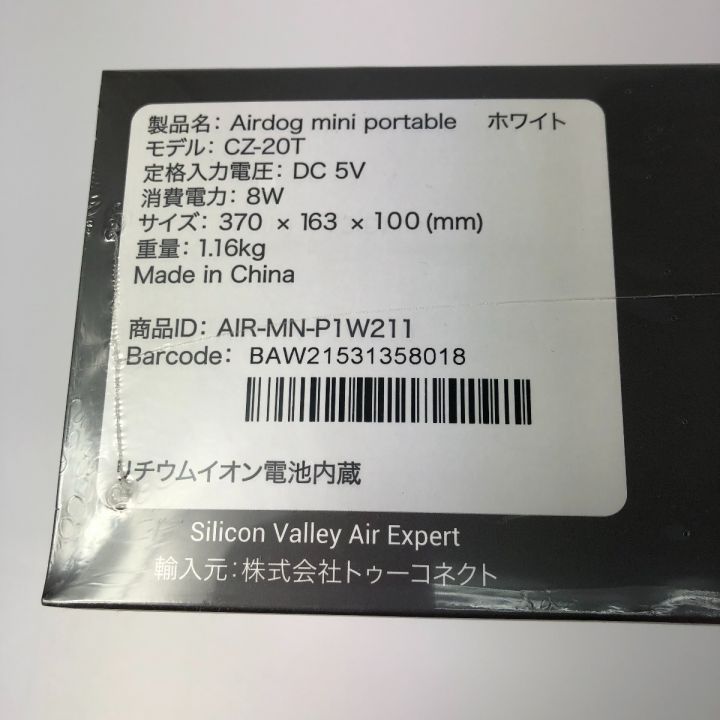 製品名: Airdog mini portable ホワイト
モデル: CZ-20T
定格入力電圧: DC 5V
消費電力: 8W
サイズ: 370 × 163 × 100 (mm)
重量: 1.16kg
Made in China
商品ID: AIR-MN-P1W211
Barcode: BAW21531358018
リチウムイオン電池内蔵
Silicon Valley Air Expert
輸入元:株式会社トゥーコネクト